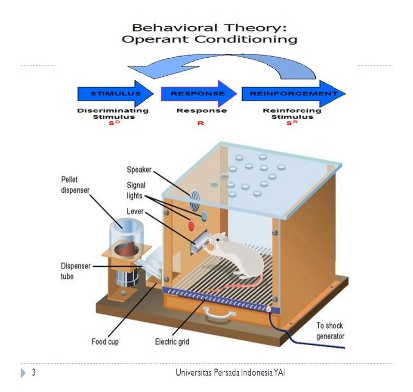 Behavioral Theory:
Operant Conditioning
STIMULUS
RESPONSE
REINFORCEMENT
Discriminating
Stimulus
Sᴰ
Response
R
Reinforcing
Stimulus
Sᴿ
Speaker
Pellet
dispenser
Signal
lights
Lever
Dispenser
tube
Food cup
Electric grid
To shock
generator
3
Universitas Persada Indonesia YAI